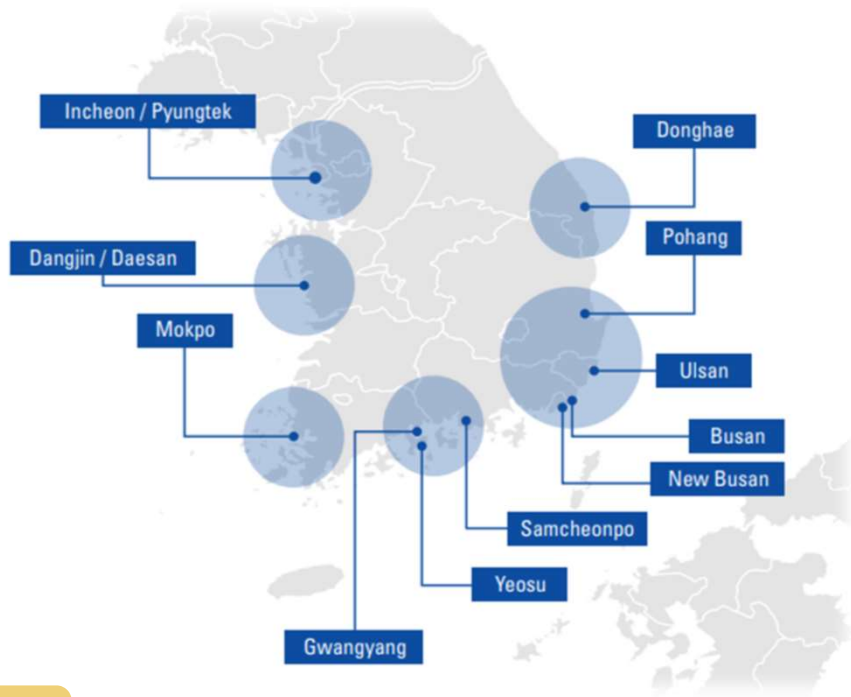 Incheon / Pyungtek
Donghae
Pohang
Dangjin / Daesan
Mokpo
Ulsan
Busan
New Busan
Samcheonpo
Yeosu
Gwangyang